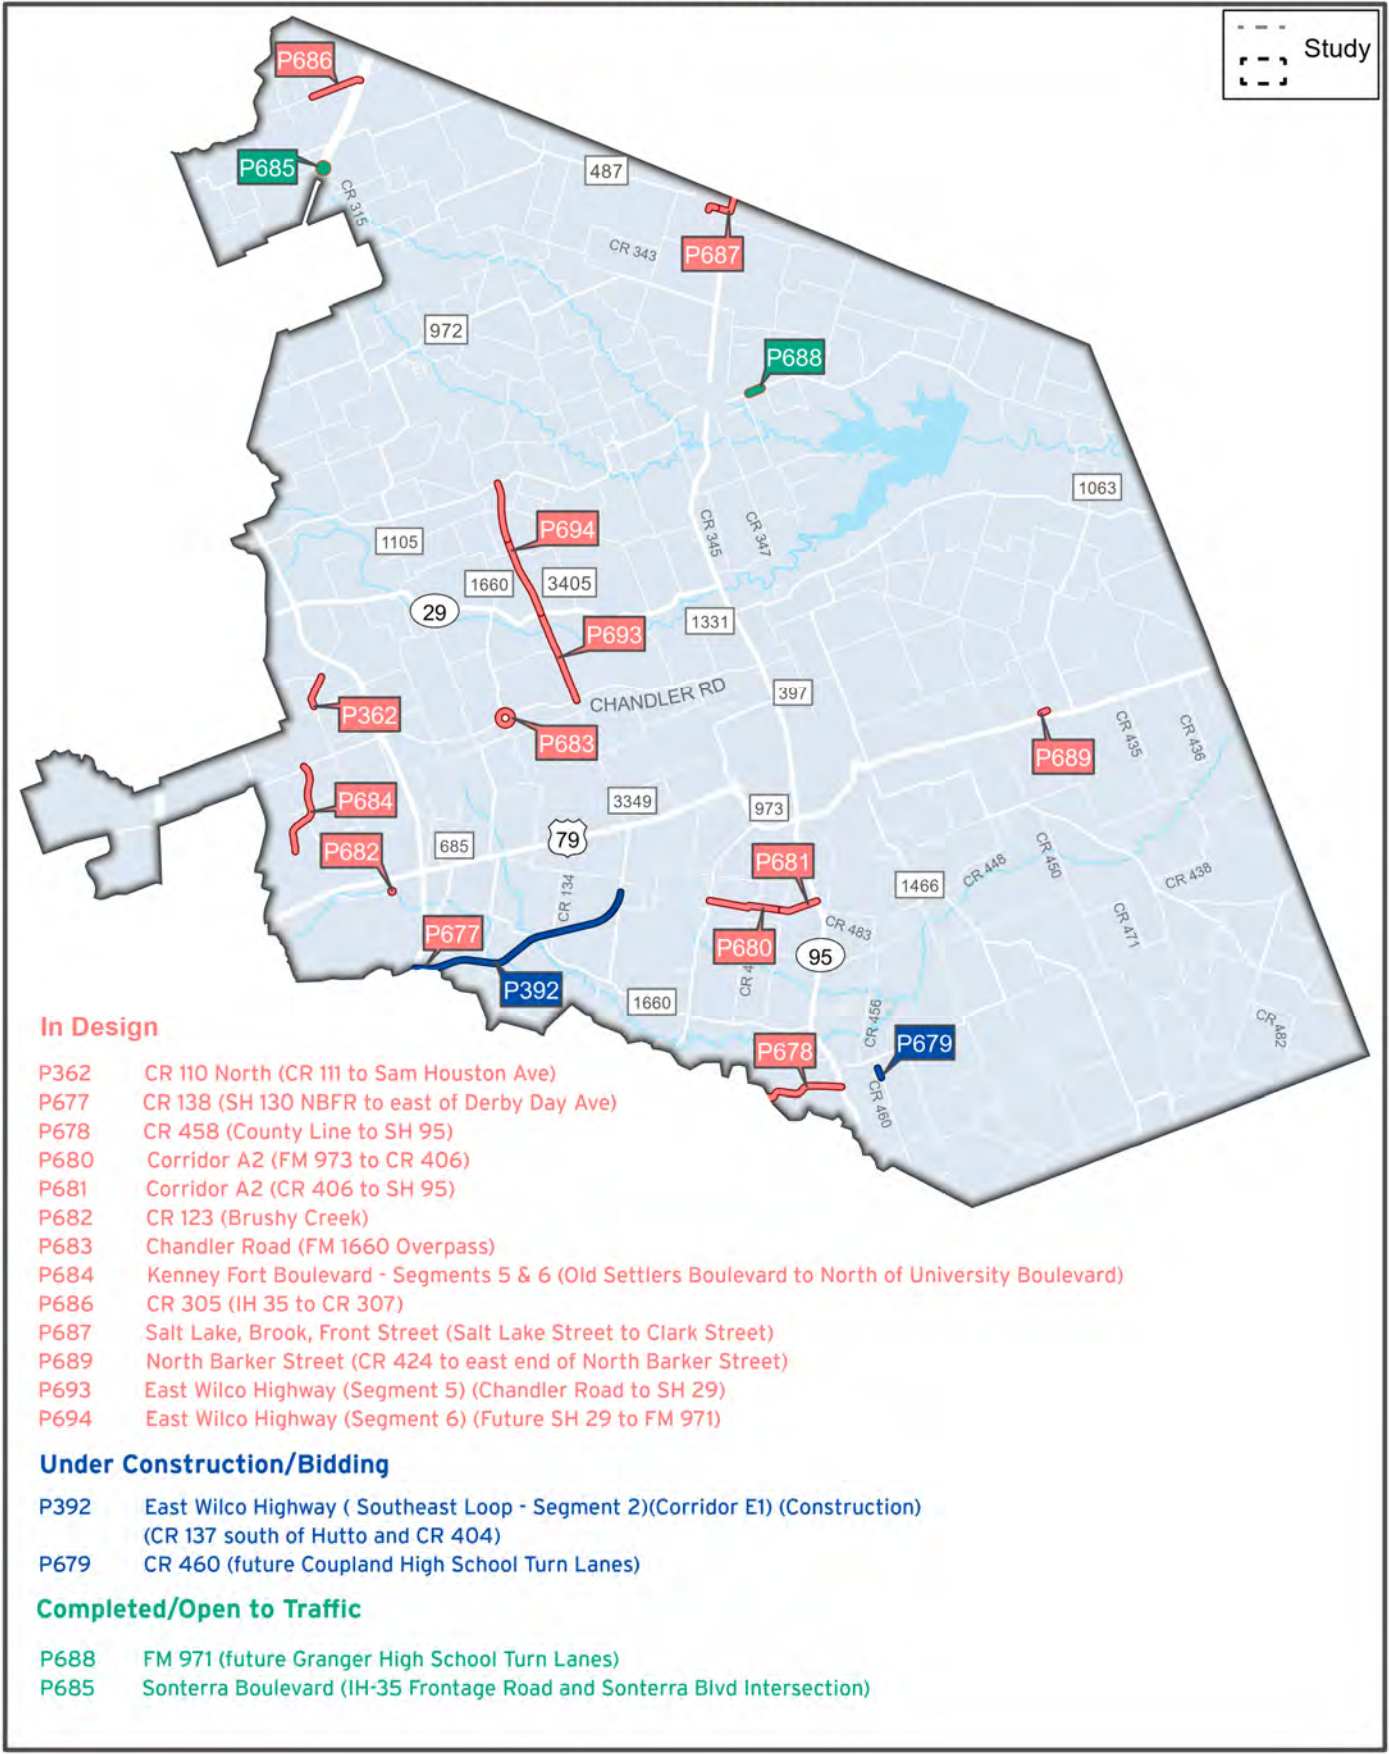 Study
P686
P685
CR 315
487
CR 343
P687
972
P688
1063
P694
1105
CR 345
CR 347
1660
3405
29
P693
1331
CHANDLER RD
397
P362
P683
P689
CR 435
CR 436
P684
3349
973
79
P682
685
P681
CR 448
CR 450
CR 438
1466
CR 134
CR 471
P677
P680
CR 483
95
CR 4
P392
1660
CR 456
CR 482
P679
P678
CR 460
In Design
P362 CR 110 North (CR 111 to Sam Houston Ave)
P677 CR 138 (SH 130 NBFR to east of Derby Day Ave)
P678 CR 458 (County Line to SH 95)
P680 Corridor A2 (FM 973 to CR 406)
P681 Corridor A2 (CR 406 to SH 95)
P682 CR 123 (Brushy Creek)
P683 Chandler Road (FM 1660 Overpass)
P684 Kenney Fort Boulevard - Segments 5 & 6 (Old Settlers Boulevard to North of University Boulevard)
P686 CR 305 (IH 35 to CR 307)
P687 Salt Lake, Brook, Front Street (Salt Lake Street to Clark Street)
P689 North Barker Street (CR 424 to east end of North Barker Street)
P693 East Wilco Highway (Segment 5) (Chandler Road to SH 29)
P694 East Wilco Highway (Segment 6) (Future SH 29 to FM 971)
Under Construction/Bidding
P392 East Wilco Highway ( Southeast Loop - Segment 2)(Corridor E1) (Construction)
(CR 137 south of Hutto and CR 404)
P679 CR 460 (future Coupland High School Turn Lanes)
Completed/Open to Traffic
P688 FM 971 (future Granger High School Turn Lanes)
P685 Sonterra Boulevard (IH-35 Frontage Road and Sonterra Blvd Intersection)